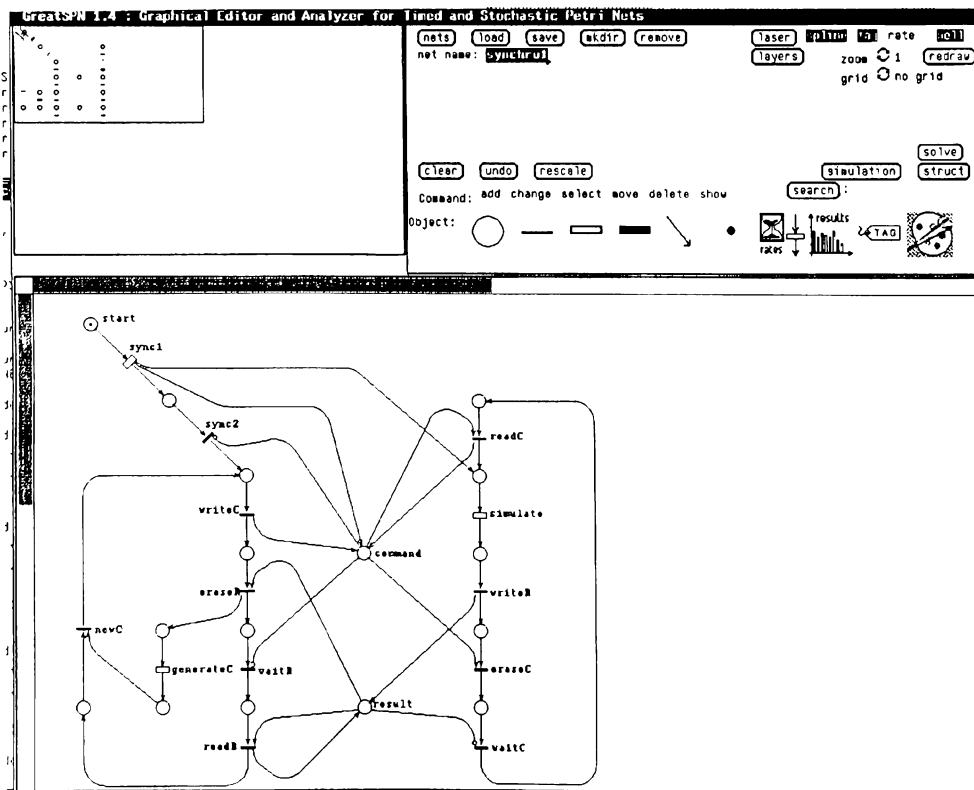 GreatSPN 1.4 : Graphical Editor and Analyzer for Timed and Stochastic Petri Nets
nets load save mkdir remove laser spline tag rate
net name: layers zoom 1 redraw
grid no grid
solve
clear undo rescale simulation struct
Command: add change select move delete show search :
Object: rates results TAG
start
sync1
sync2
readC
writeC
simulate
command
eraseR
writeR
newC
generateC
waitR
eraseC
result
readR
waitC